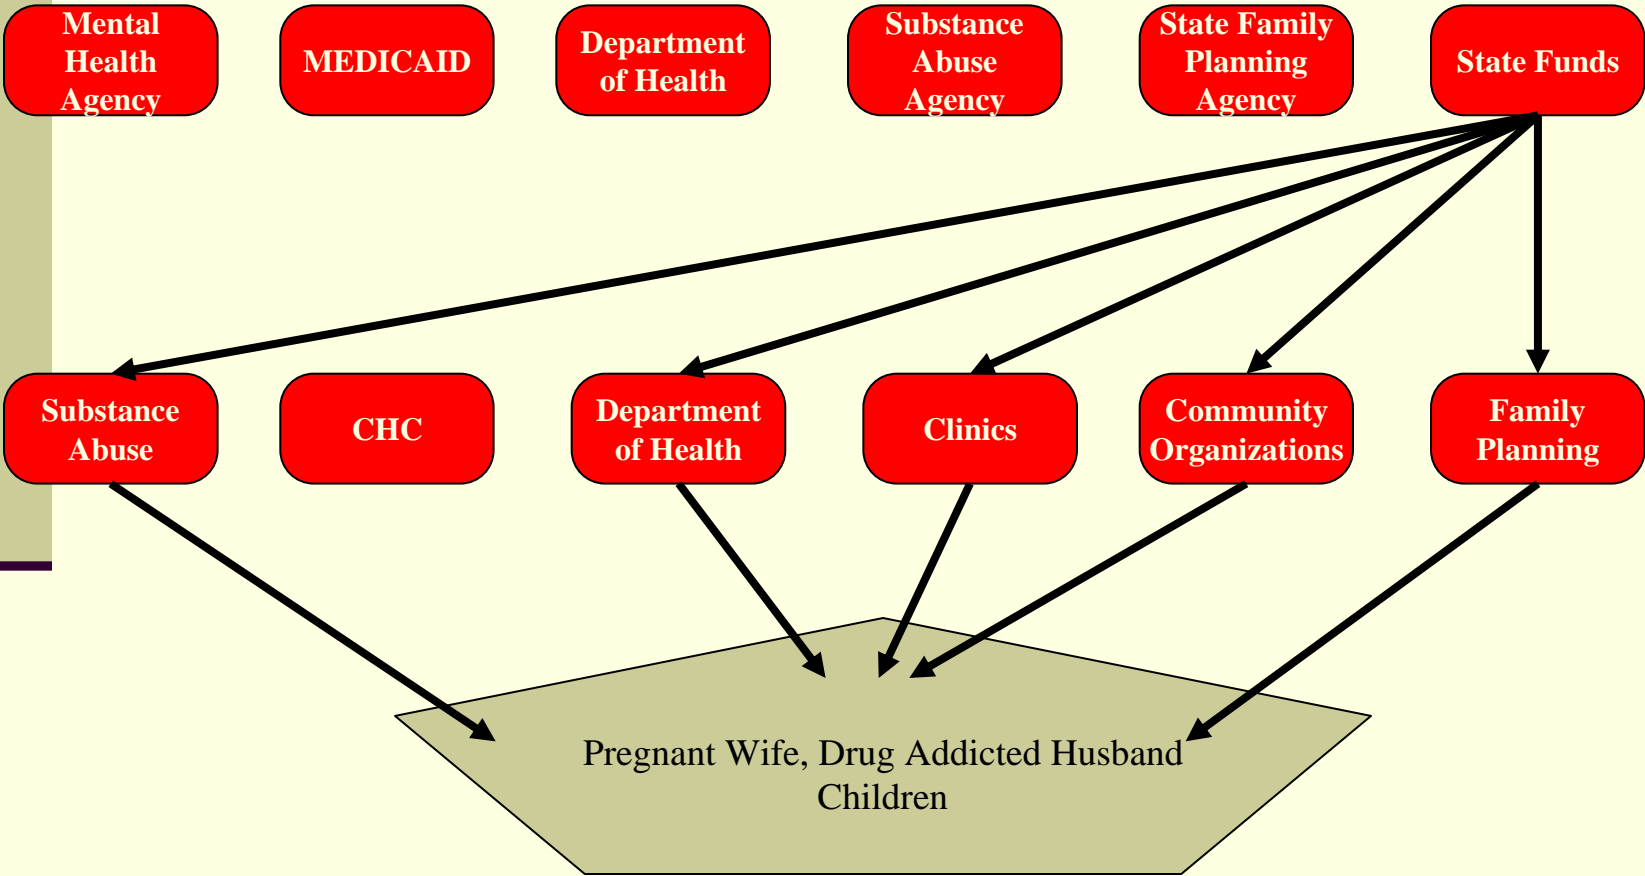 Mental
Health
Agency
MEDICAID
Department
of Health
Substance
Abuse
Agency
State Family
Planning
Agency
State Funds
Substance
Abuse
CHC
Department
of Health
Clinics
Community
Organizations
Family
Planning
Pregnant Wife, Drug Addicted Husband
Children